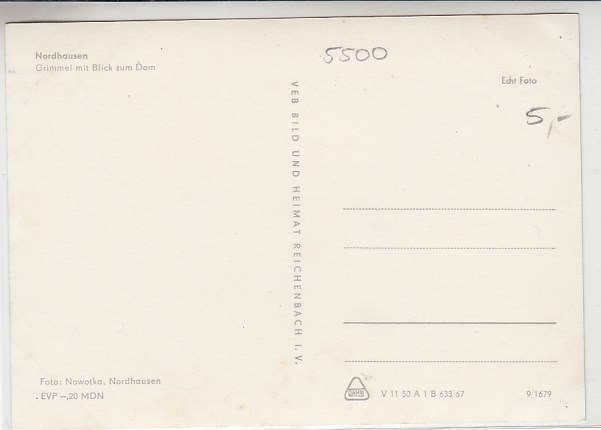 Nordhausen
Grimmel mit Blick zum Dom
5500
Echt Foto
5,-
VEB BILD UND HEIMAT REICHENBACH I. V.
Foto: Nowotka, Nordhausen
EVP –,20 MDN
V 11 50 A 1 B 633 67
9,1679